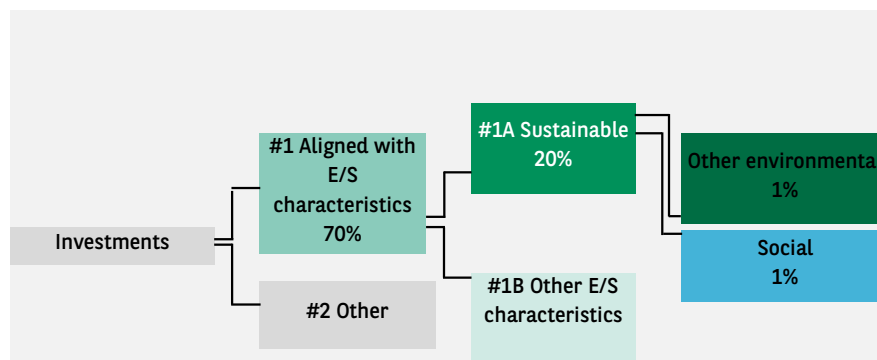 #1A Sustainable
20%
#1 Aligned with
E/S
characteristics
70%
Other environmenta
1%
Investments
Social
1%
#1B Other E/S
characteristics
#2 Other